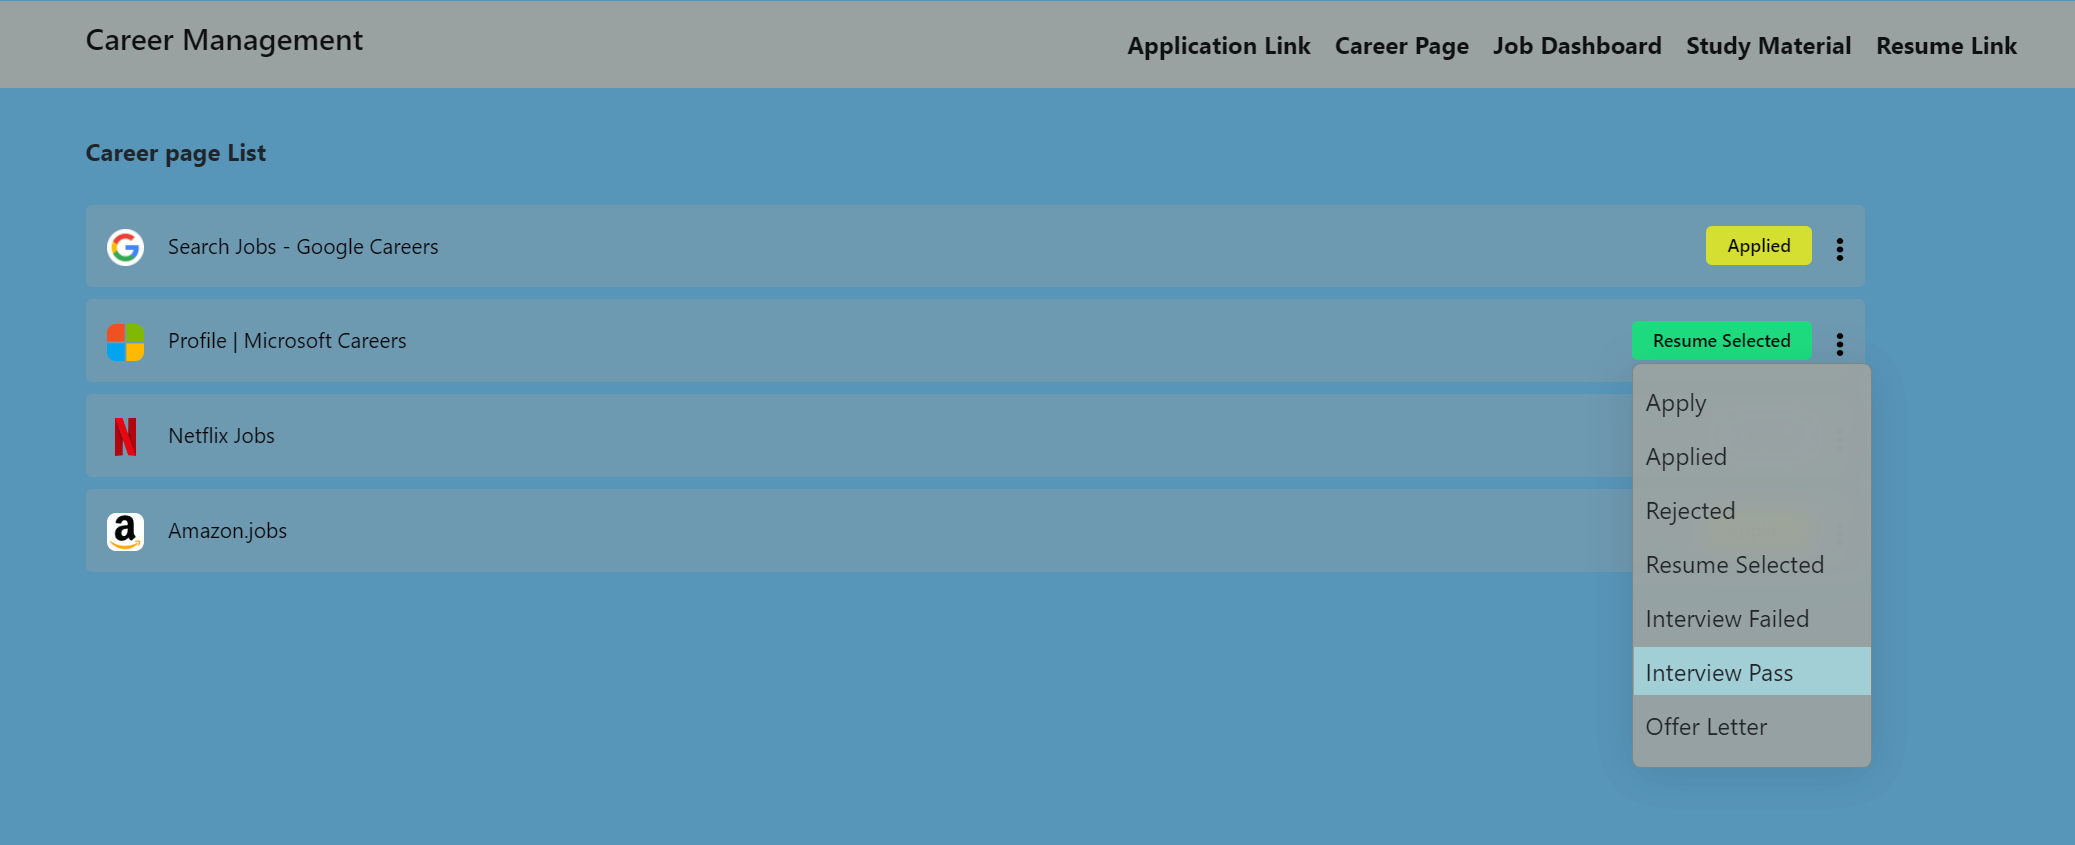 Career Management
Application Link Career Page Job Dashboard Study Material Resume Link
Career page List
Search Jobs - Google Careers Applied
Profile | Microsoft Careers Resume Selected
Netflix Jobs
Amazon.jobs
Apply
Applied
Rejected
Resume Selected
Interview Failed
Interview Pass
Offer Letter